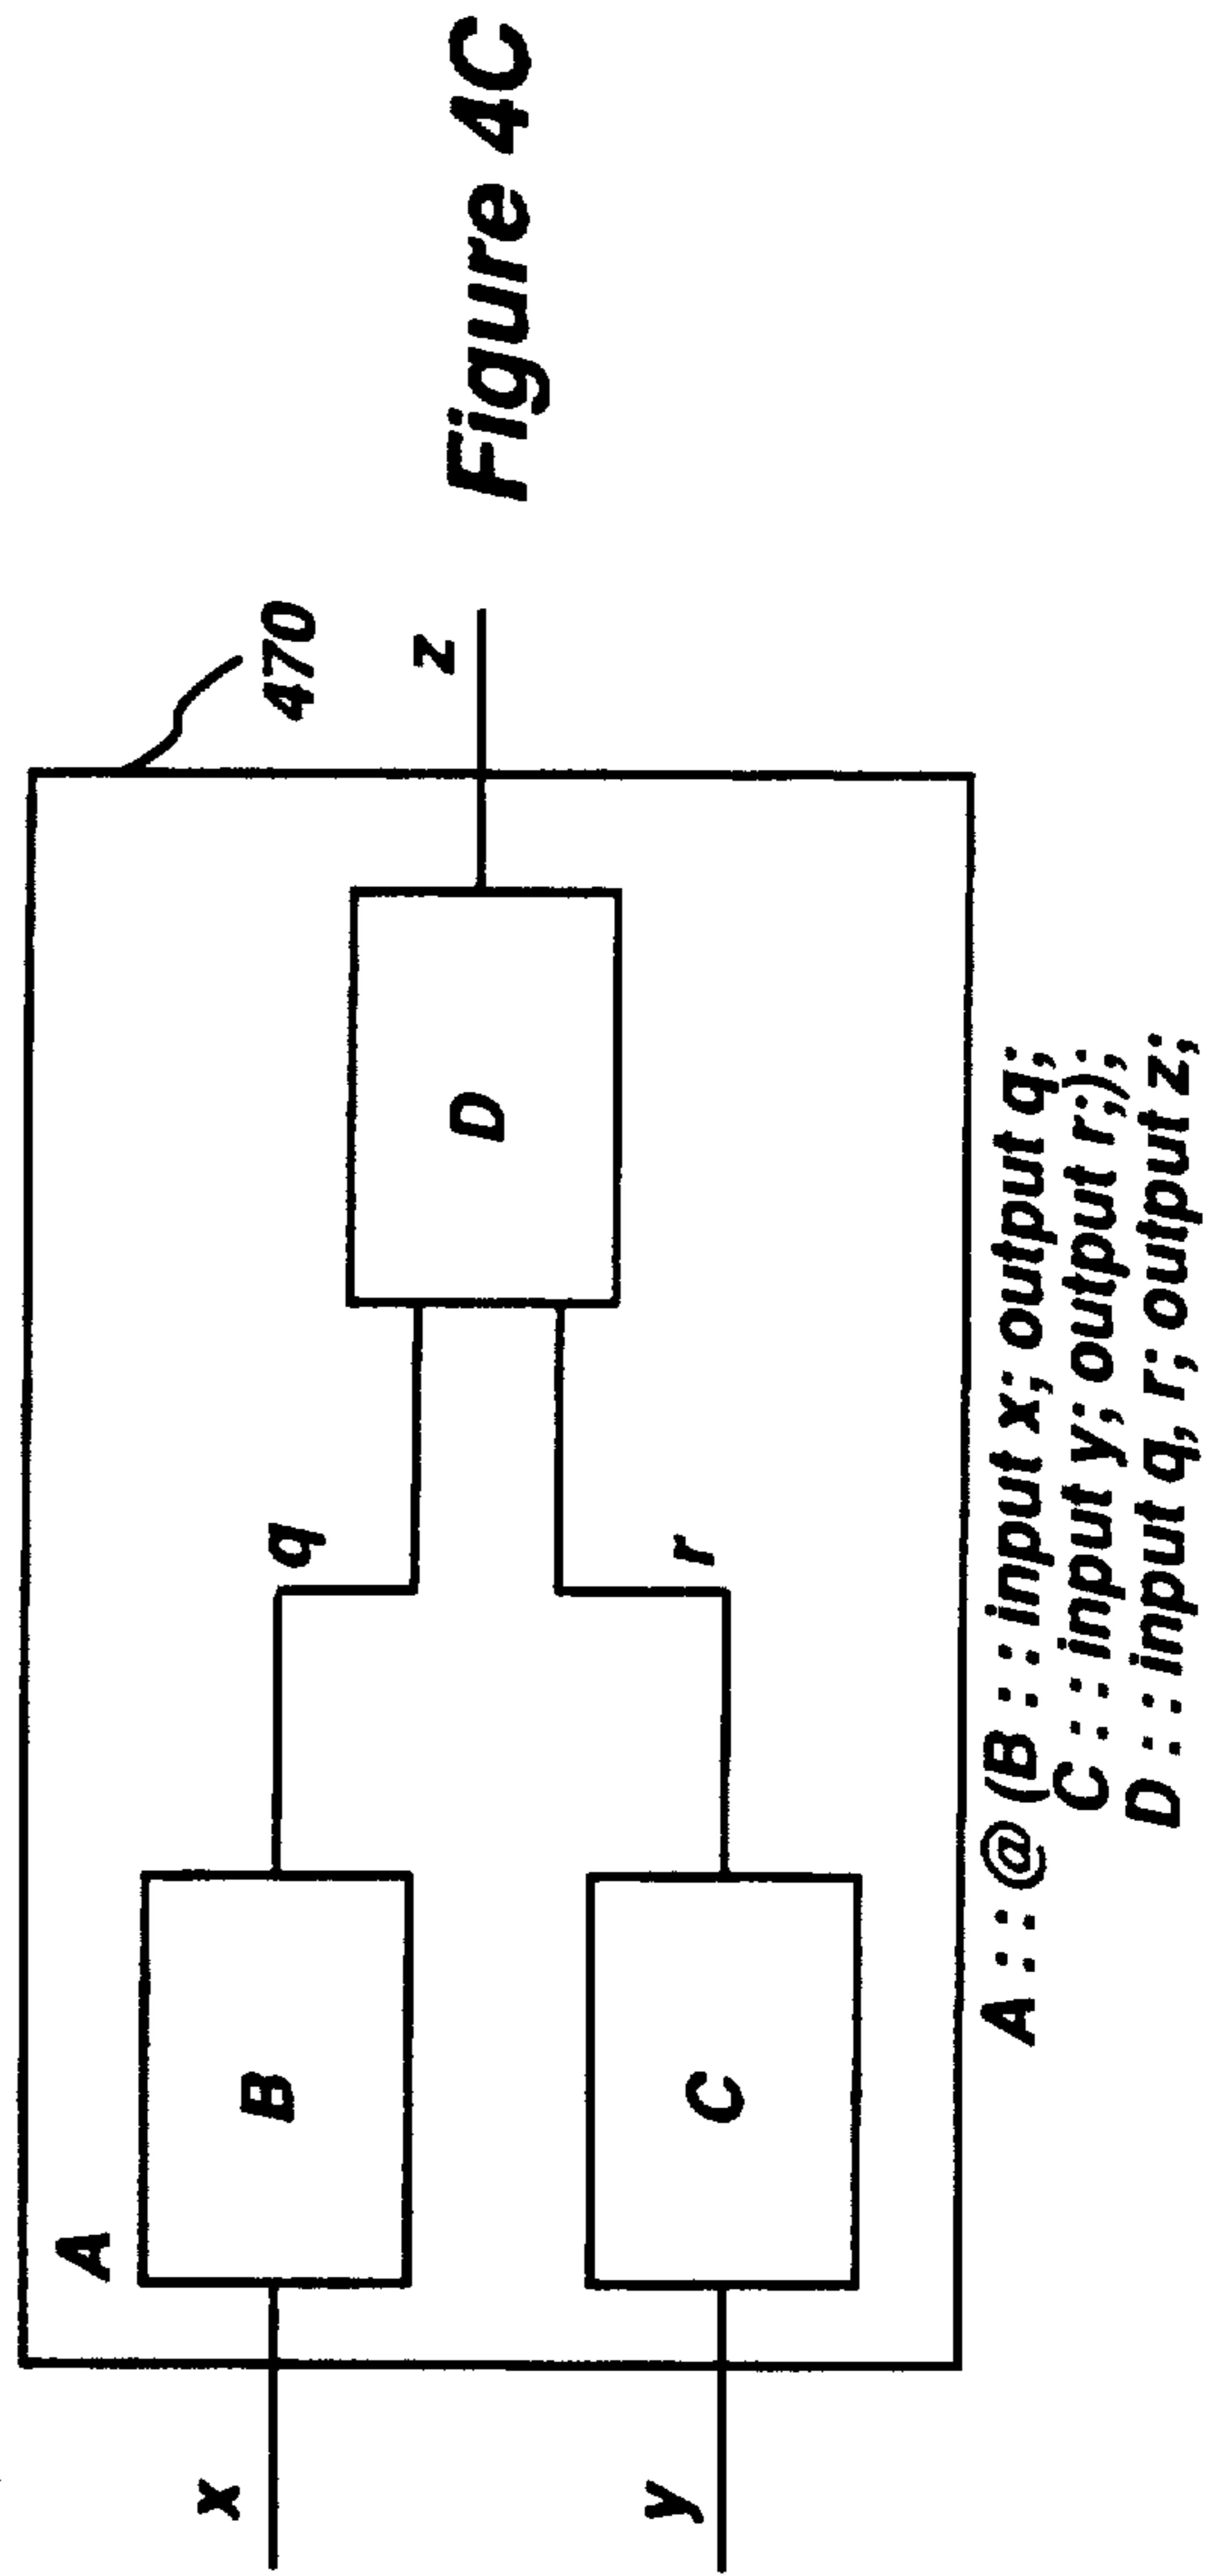 A
x
B
q
y
C
r
D
z
470
A : : @ (B : : input x; output q;
C : : input y; output r;);
D : : input q, r; output z;
Figure 4C